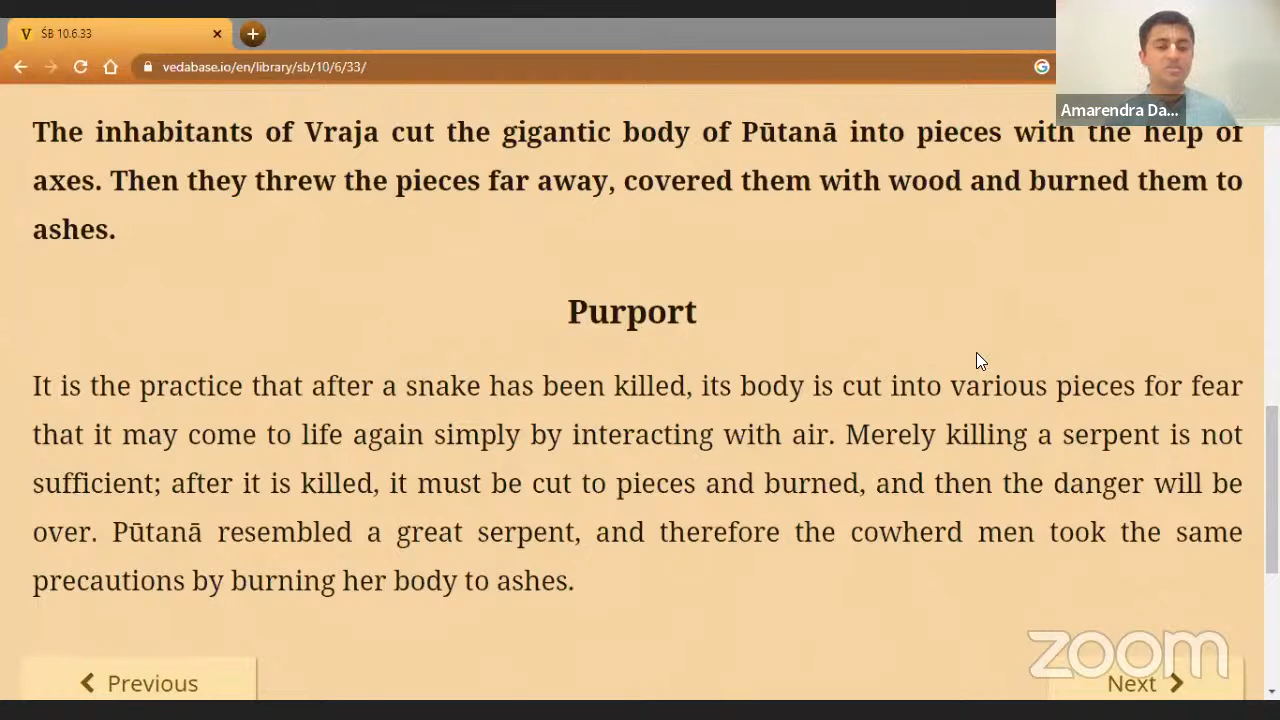 V ŚB 10.6.33
vedabase.io/en/library/sb/10/6/33/
Amarendra Da...
The inhabitants of Vraja cut the gigantic body of Pūtanā into pieces with the help of
axes. Then they threw the pieces far away, covered them with wood and burned them to
ashes.
Purport
It is the practice that after a snake has been killed, its body is cut into various pieces for fear
that it may come to life again simply by interacting with air. Merely killing a serpent is not
sufficient; after it is killed, it must be cut to pieces and burned, and then the danger will be
over. Pūtanā resembled a great serpent, and therefore the cowherd men took the same
precautions by burning her body to ashes.
zoom
Previous
Next